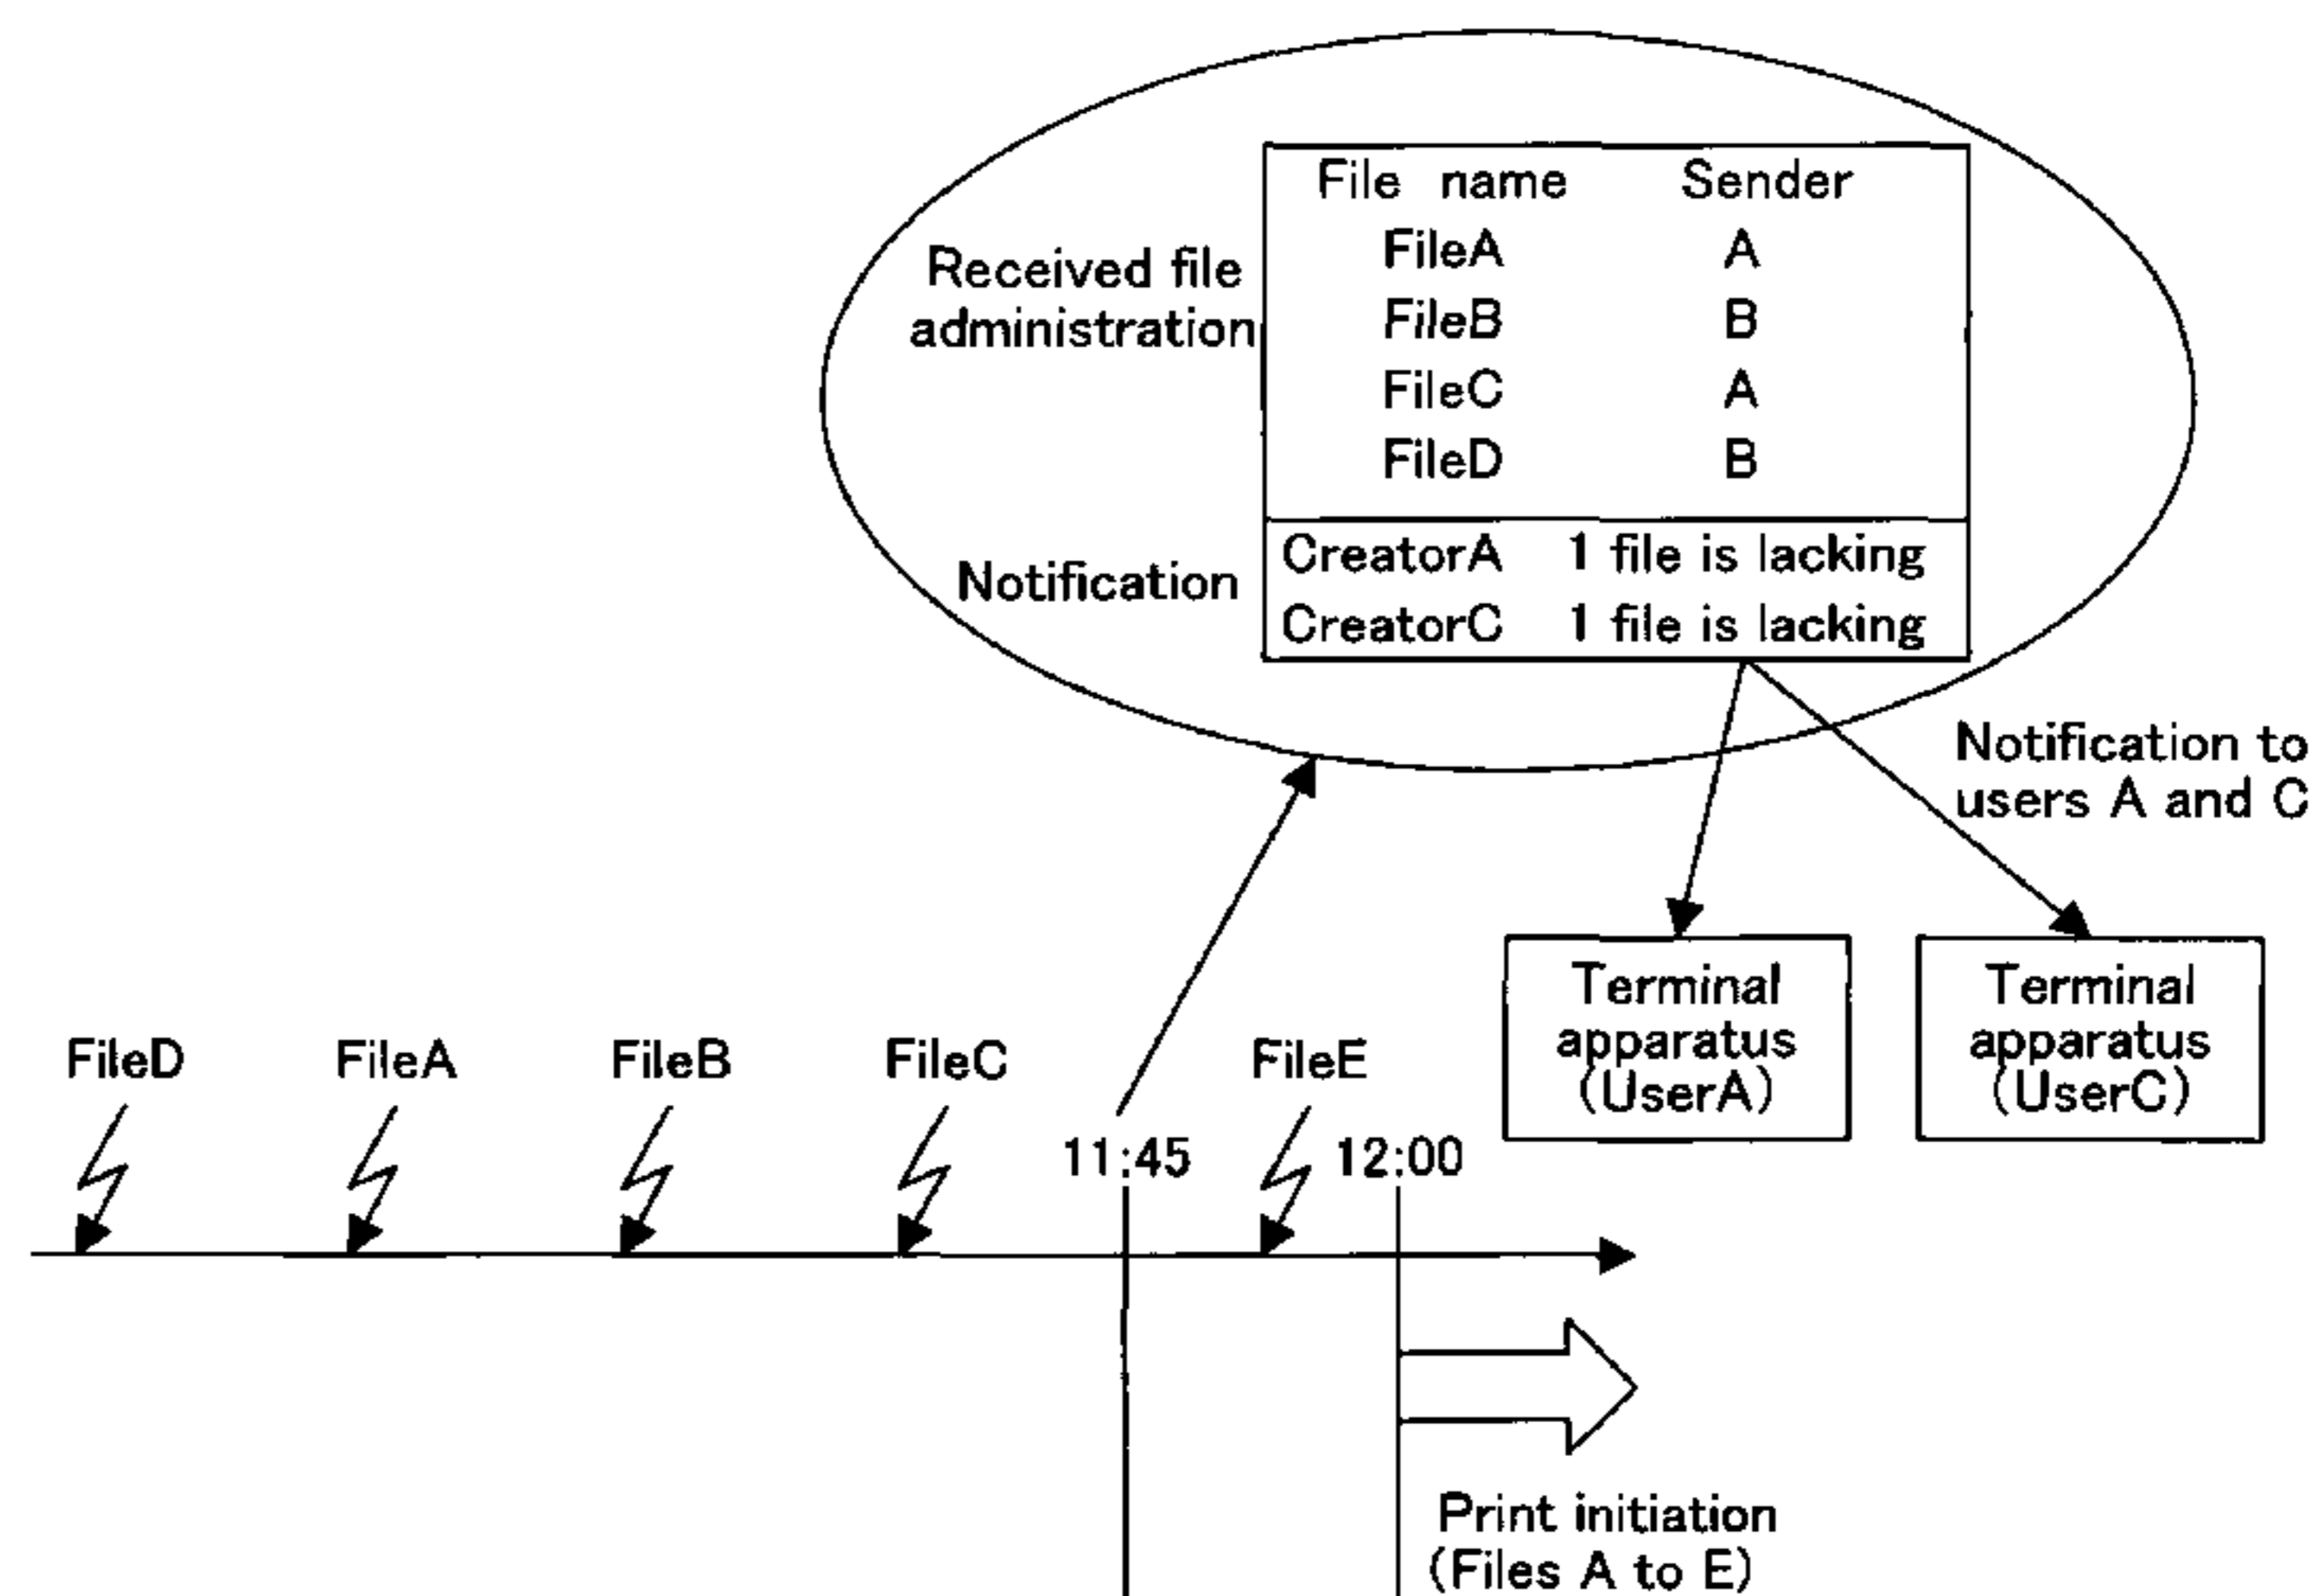 File name Sender
FileA A
FileB B
FileC A
FileD B
Received file
administration
Notification
CreatorA 1 file is lacking
CreatorC 1 file is lacking
Notification to
users A and C
Terminal
apparatus
(UserA)
Terminal
apparatus
(UserC)
FileD FileA FileB FileC FileE
11:45 12:00
Print initiation
(Files A to E)